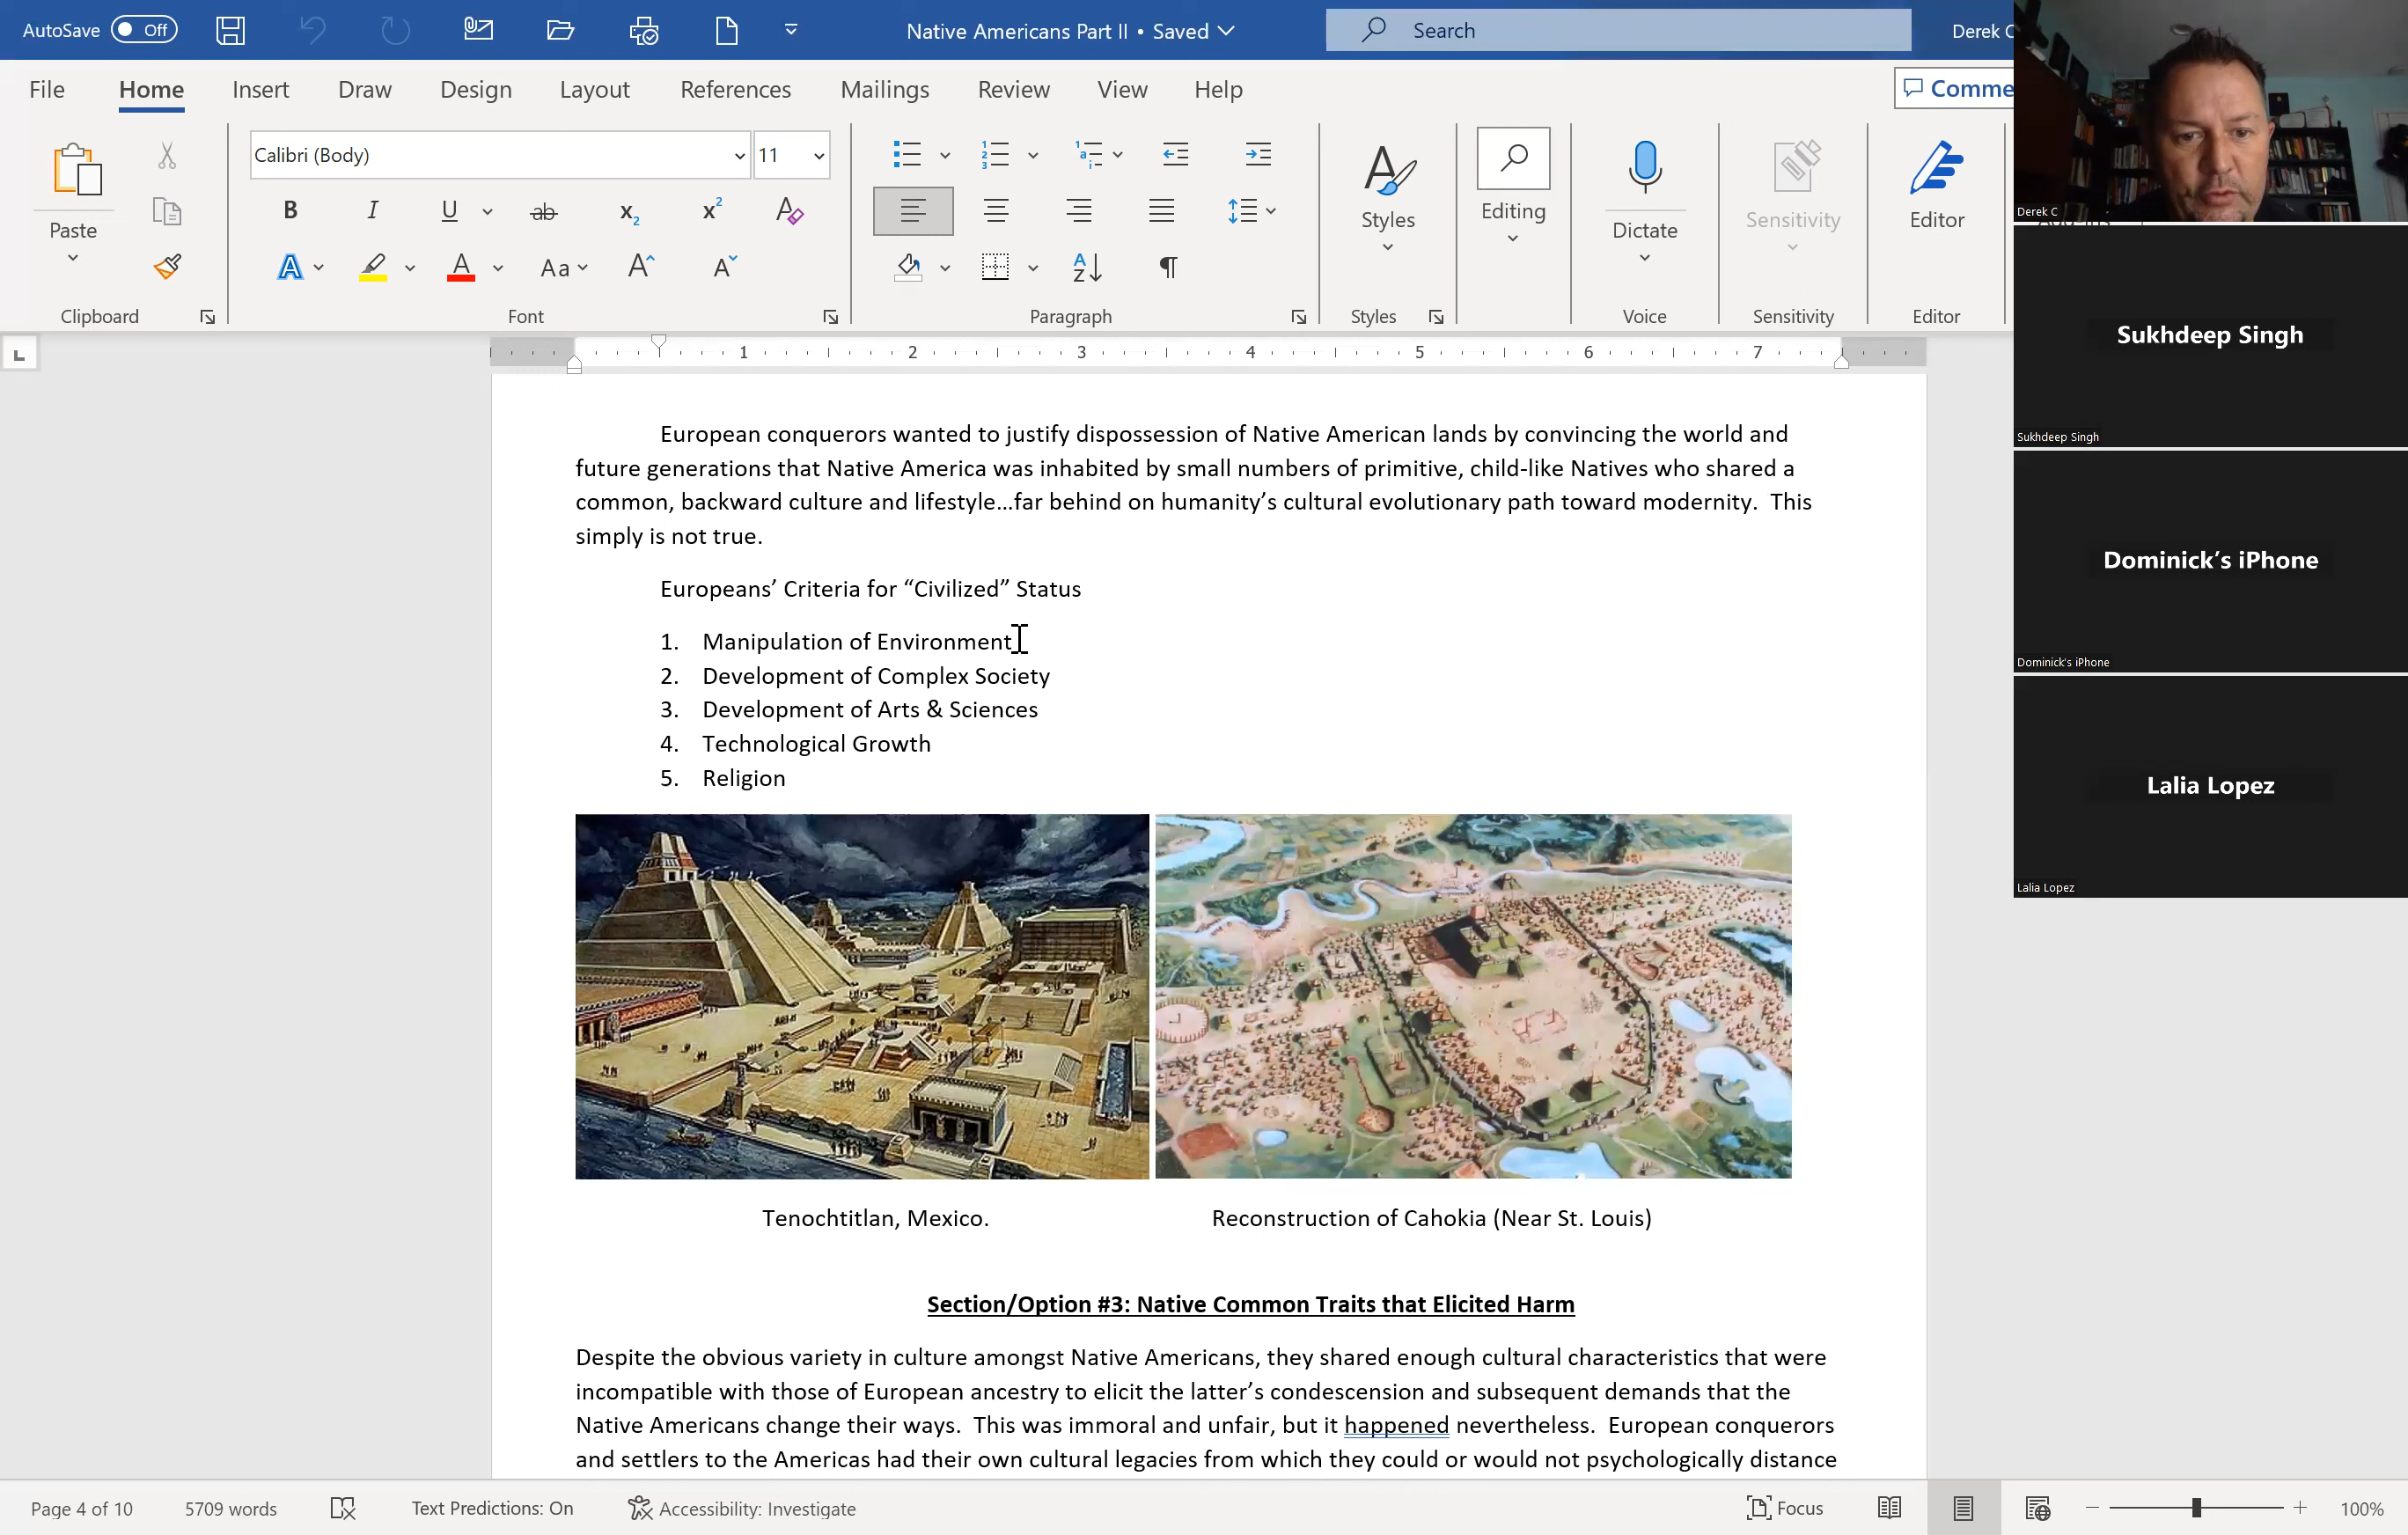 AutoSave Off Native Americans Part II • Saved Search Derek C
File Home Insert Draw Design Layout References Mailings Review View Help Comme
Calibri (Body) 11
Paste Styles Editing Dictate Sensitivity Editor
Clipboard Font Paragraph Styles Voice Sensitivity Editor
1 2 3 4 5 6 7
European conquerors wanted to justify dispossession of Native American lands by convincing the world and
future generations that Native America was inhabited by small numbers of primitive, child-like Natives who shared a
common, backward culture and lifestyle…far behind on humanity’s cultural evolutionary path toward modernity.  This
simply is not true.
Europeans’ Criteria for “Civilized” Status
1. Manipulation of Environment
2. Development of Complex Society
3. Development of Arts & Sciences
4. Technological Growth
5. Religion
Tenochtitlan, Mexico. Reconstruction of Cahokia (Near St. Louis)
Section/Option #3: Native Common Traits that Elicited Harm
Despite the obvious variety in culture amongst Native Americans, they shared enough cultural characteristics that were
incompatible with those of European ancestry to elicit the latter’s condescension and subsequent demands that the
Native Americans change their ways.  This was immoral and unfair, but it happened nevertheless.  European conquerors
and settlers to the Americas had their own cultural legacies from which they could or would not psychologically distance
Page 4 of 10 5709 words Text Predictions: On Accessibility: Investigate Focus 100%
Derek C
Sukhdeep Singh
Sukhdeep Singh
Dominick’s iPhone
Dominick’s iPhone
Lalia Lopez
Lalia Lopez